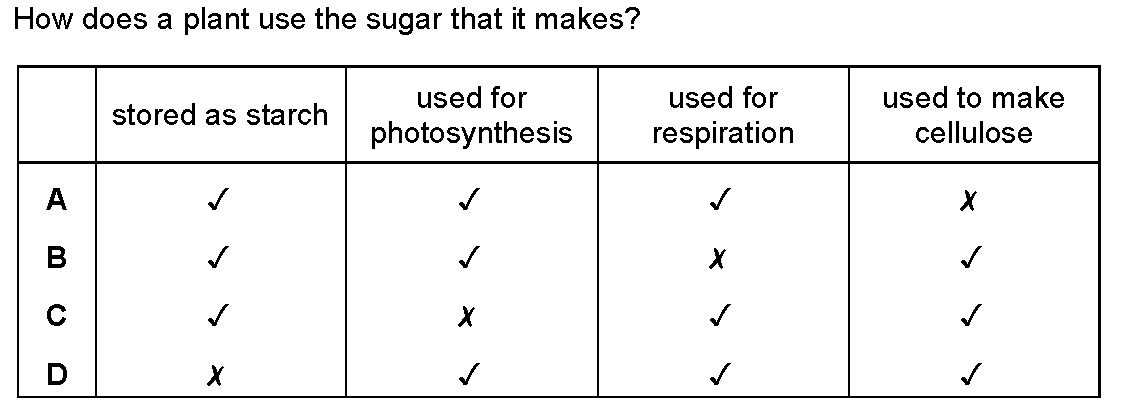 How does a plant use the sugar that it makes?
stored as starch used for photosynthesis used for respiration used to make cellulose
A ✓ ✓ ✓ ✗
B ✓ ✓ ✗ ✓
C ✓ ✗ ✓ ✓
D ✗ ✓ ✓ ✓